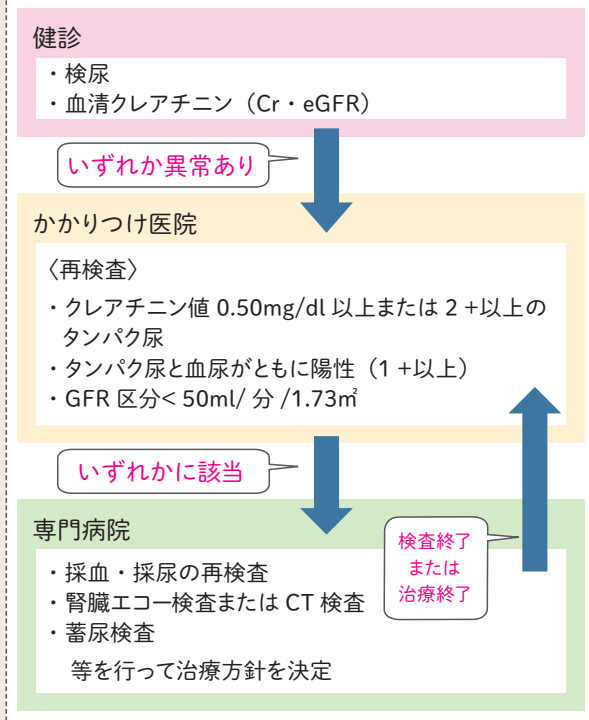 健診
・検尿
・血清クレアチニン（Cr・eGFR）
いずれか異常あり
かかりつけ医院
〈再検査〉
・クレアチニン値 0.50mg/dl 以上または 2 +以上の
タンパク尿
・タンパク尿と血尿がともに陽性（1 +以上）
・GFR 区分< 50ml/ 分 /1.73㎡
いずれかに該当
専門病院
・採血・採尿の再検査
・腎臓エコー検査または CT 検査
・蓄尿検査
等を行って治療方針を決定
検査終了
または
治療終了